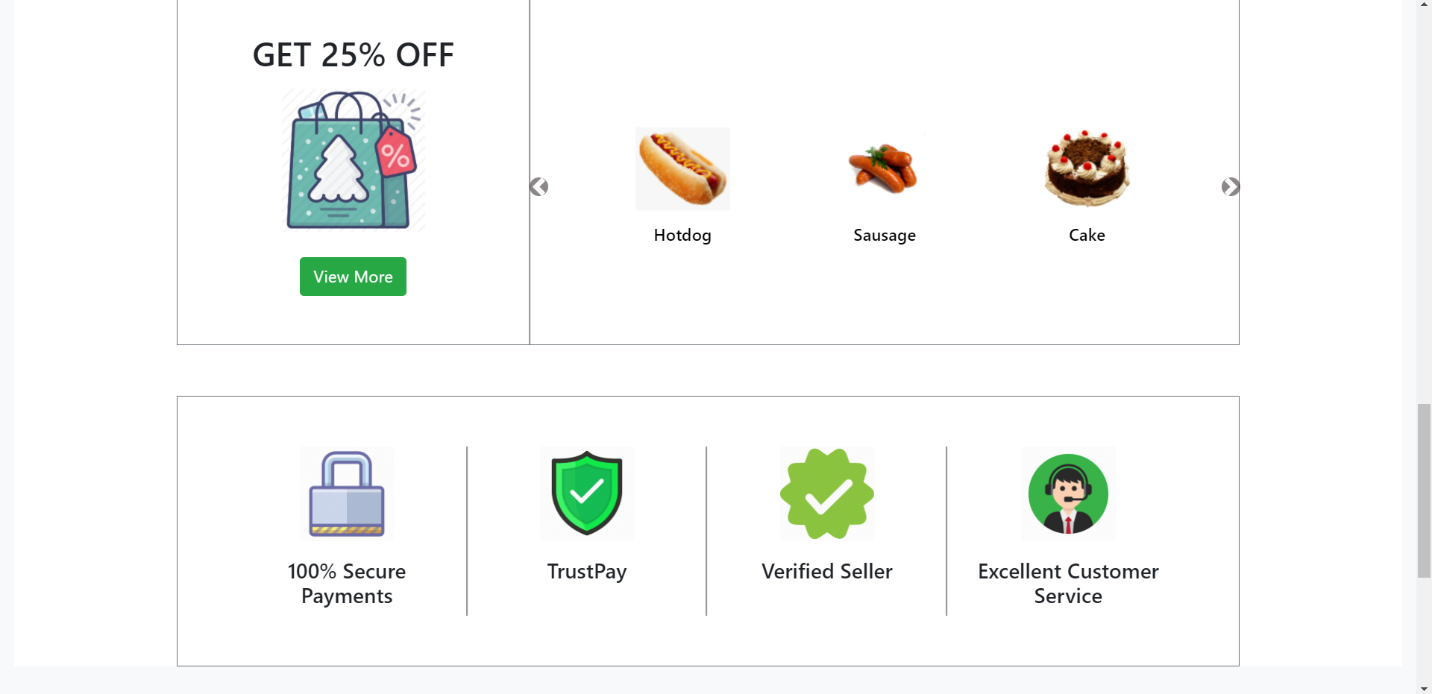 GET 25% OFF
%
View More
Hotdog
Sausage
Cake
100% Secure
Payments
TrustPay
Verified Seller
Excellent Customer
Service